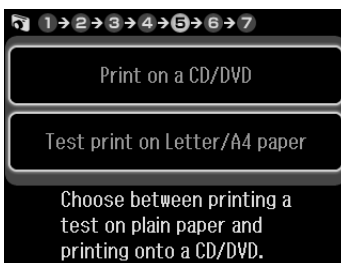 1→2→3→4→5→6→7
Print on a CD/DVD
Test print on Letter/A4 paper
Choose between printing a
test on plain paper and
printing onto a CD/DVD.